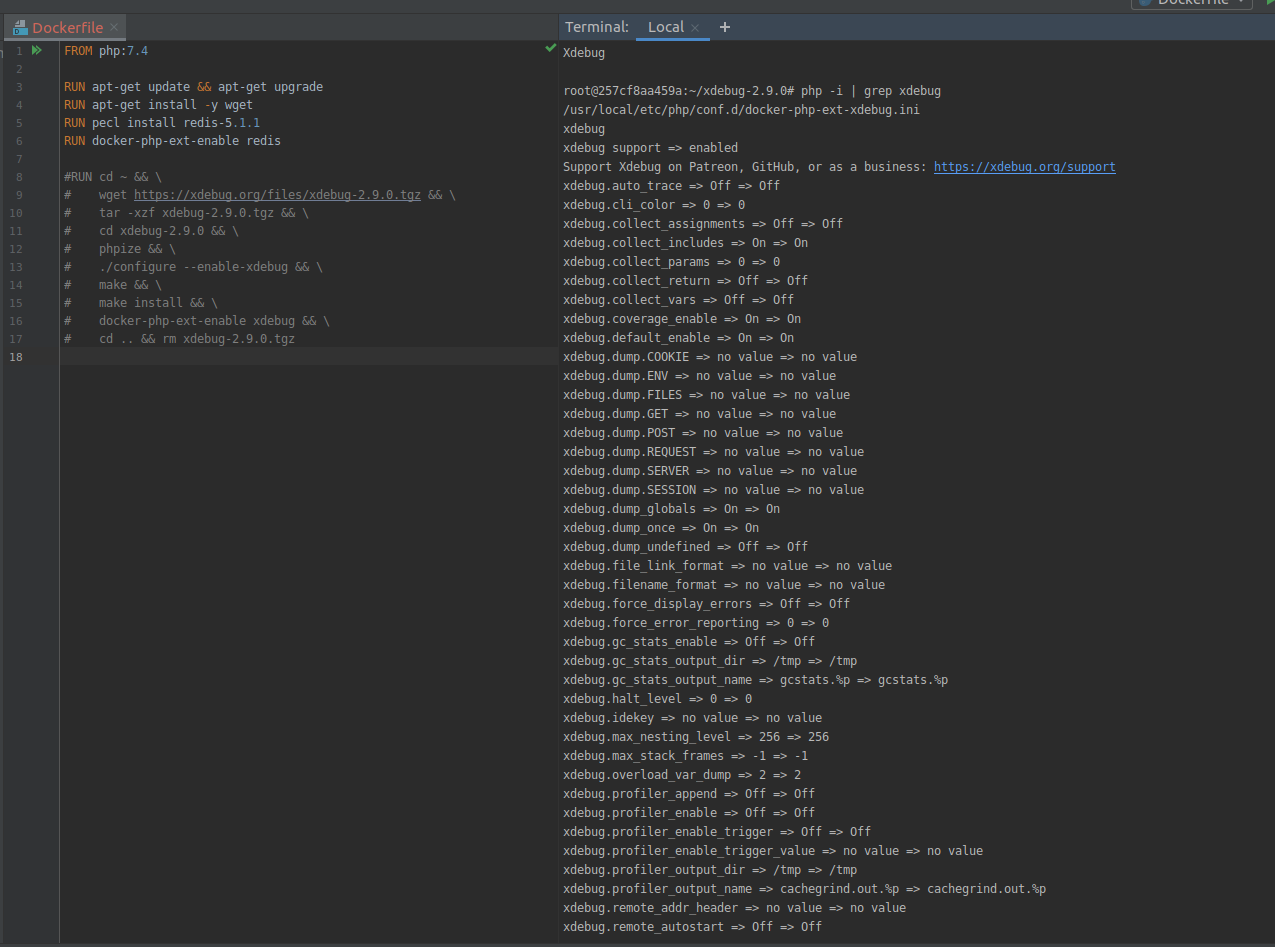 Dockerfile
Dockerfile
1 FROM php:7.4
2
3 RUN apt-get update && apt-get upgrade
4 RUN apt-get install -y wget
5 RUN pecl install redis-5.1.1
6 RUN docker-php-ext-enable redis
7
8 #RUN cd ~ && \
9 #    wget https://xdebug.org/files/xdebug-2.9.0.tgz && \
10 #    tar -xzf xdebug-2.9.0.tgz && \
11 #    cd xdebug-2.9.0 && \
12 #    phpize && \
13 #    ./configure --enable-xdebug && \
14 #    make && \
15 #    make install && \
16 #    docker-php-ext-enable xdebug && \
17 #    cd .. && rm xdebug-2.9.0.tgz
18
Terminal: Local × +
Xdebug
root@257cf8aa459a:~/xdebug-2.9.0# php -i | grep xdebug
/usr/local/etc/php/conf.d/docker-php-ext-xdebug.ini
xdebug
xdebug support => enabled
Support Xdebug on Patreon, GitHub, or as a business: https://xdebug.org/support
xdebug.auto_trace => Off => Off
xdebug.cli_color => 0 => 0
xdebug.collect_assignments => Off => Off
xdebug.collect_includes => On => On
xdebug.collect_params => 0 => 0
xdebug.collect_return => Off => Off
xdebug.collect_vars => Off => Off
xdebug.coverage_enable => On => On
xdebug.default_enable => On => On
xdebug.dump.COOKIE => no value => no value
xdebug.dump.ENV => no value => no value
xdebug.dump.FILES => no value => no value
xdebug.dump.GET => no value => no value
xdebug.dump.POST => no value => no value
xdebug.dump.REQUEST => no value => no value
xdebug.dump.SERVER => no value => no value
xdebug.dump.SESSION => no value => no value
xdebug.dump_globals => On => On
xdebug.dump_once => On => On
xdebug.dump_undefined => Off => Off
xdebug.file_link_format => no value => no value
xdebug.filename_format => no value => no value
xdebug.force_display_errors => Off => Off
xdebug.force_error_reporting => 0 => 0
xdebug.gc_stats_enable => Off => Off
xdebug.gc_stats_output_dir => /tmp => /tmp
xdebug.gc_stats_output_name => gcstats.%p => gcstats.%p
xdebug.halt_level => 0 => 0
xdebug.idekey => no value => no value
xdebug.max_nesting_level => 256 => 256
xdebug.max_stack_frames => -1 => -1
xdebug.overload_var_dump => 2 => 2
xdebug.profiler_append => Off => Off
xdebug.profiler_enable => Off => Off
xdebug.profiler_enable_trigger => Off => Off
xdebug.profiler_enable_trigger_value => no value => no value
xdebug.profiler_output_dir => /tmp => /tmp
xdebug.profiler_output_name => cachegrind.out.%p => cachegrind.out.%p
xdebug.remote_addr_header => no value => no value
xdebug.remote_autostart => Off => Off